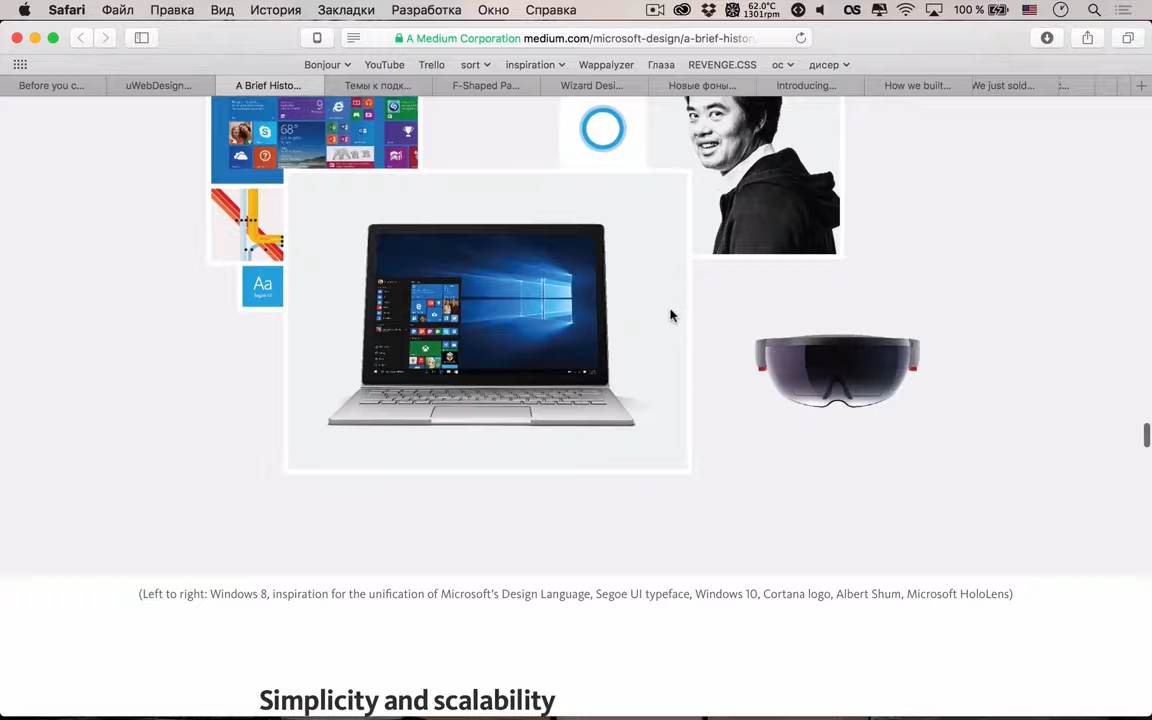 Safari Файл Правка Вид История Закладки Разработка Окно Справка 62.0°C 1301rpm 100 %
A Medium Corporation medium.com/microsoft-design/a-brief-histor
Bonjour YouTube Trello sort inspiration Wappalyzer Глаза REVENGE.CSS ос дисер
Before you c... uWebDesign... A Brief Histo... Темы к подк... F-Shaped Pa... Wizard Desi... Новые фоны... Introducing... How we built... We just sold...
68°
Aa
Segoe UI
(Left to right: Windows 8, inspiration for the unification of Microsoft's Design Language, Segoe UI typeface, Windows 10, Cortana logo, Albert Shum, Microsoft HoloLens)
Simplicity and scalability